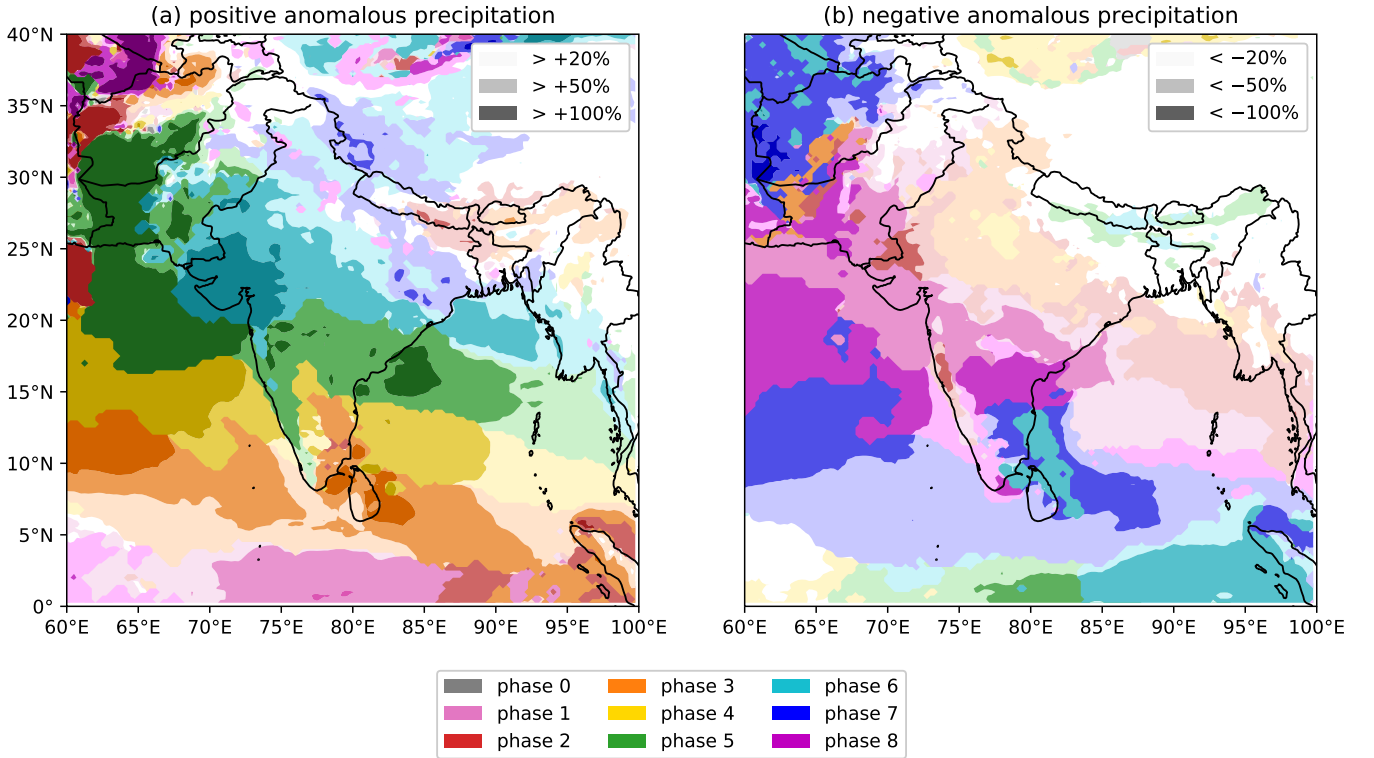 (a) positive anomalous precipitation
(b) negative anomalous precipitation
40°N
35°N
30°N
25°N
20°N
15°N
10°N
5°N
0°
> +20%
> +50%
> +100%
< −20%
< −50%
< −100%
60°E 65°E 70°E 75°E 80°E 85°E 90°E 95°E 100°E
60°E 65°E 70°E 75°E 80°E 85°E 90°E 95°E 100°E
phase 0 phase 3 phase 6
phase 1 phase 4 phase 7
phase 2 phase 5 phase 8